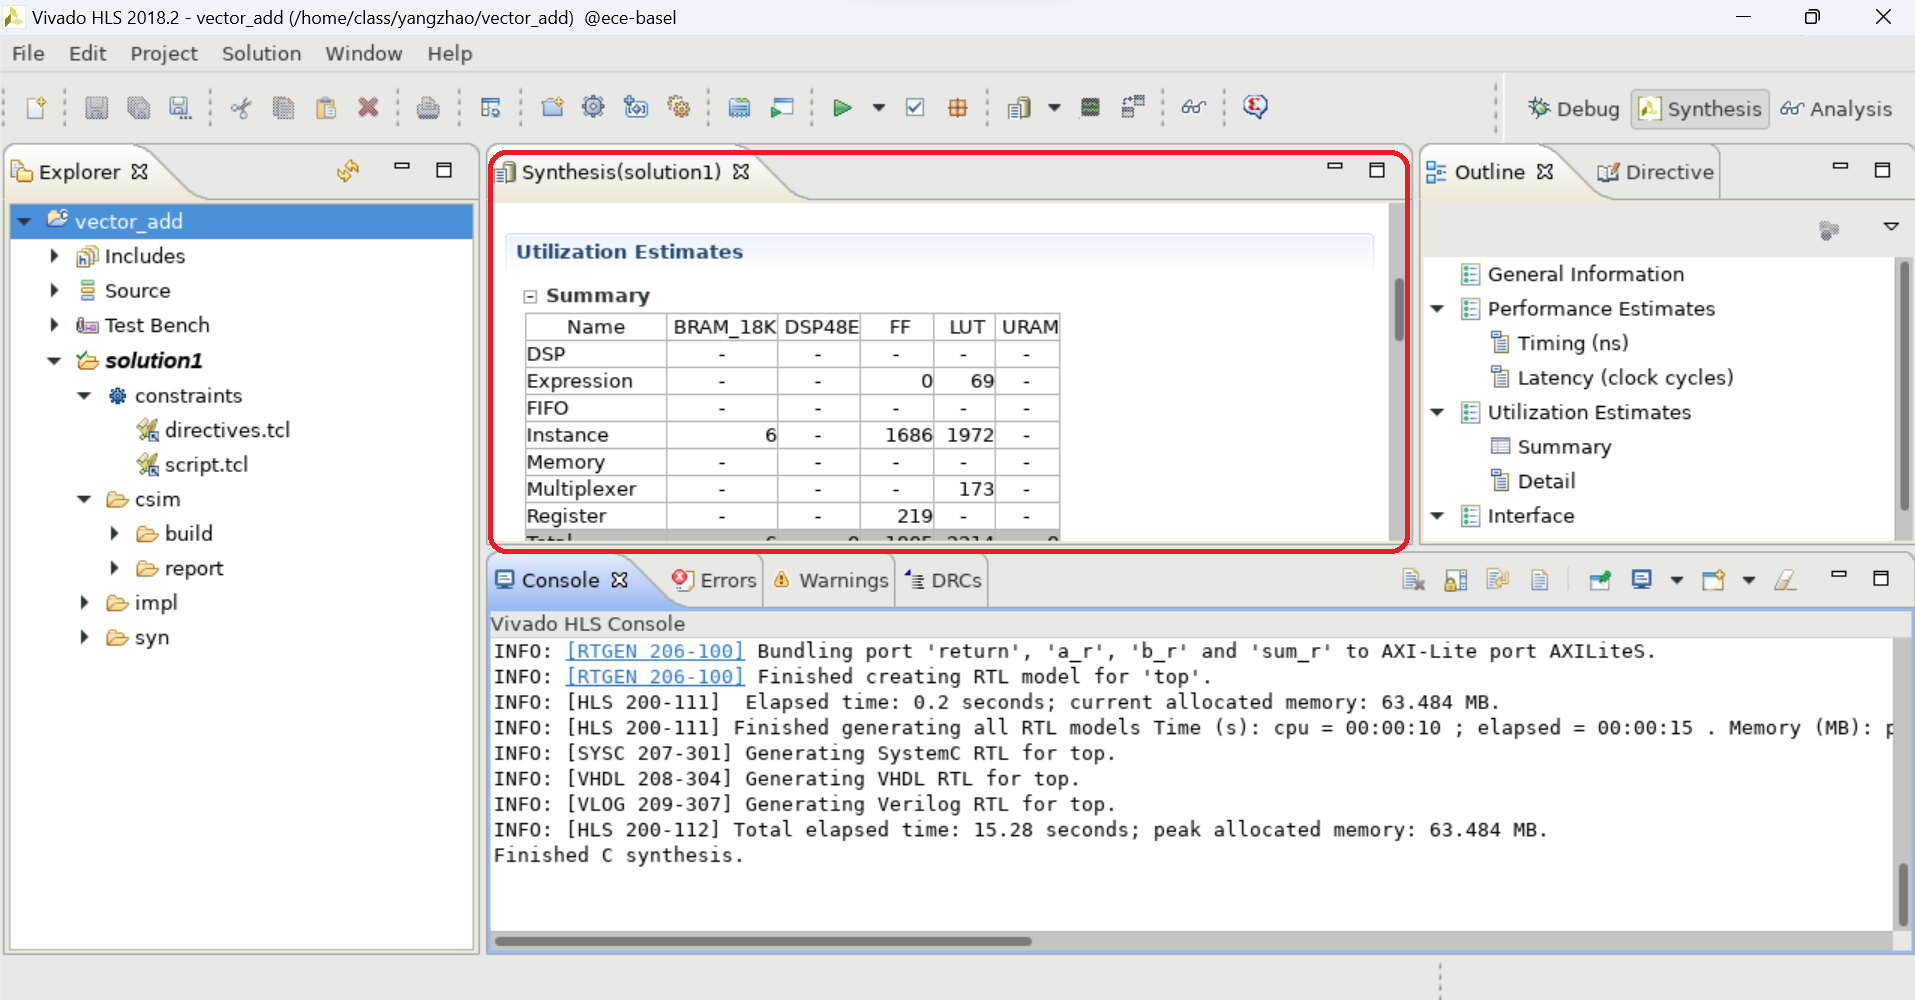 Vivado HLS 2018.2 - vector_add (/home/class/yangzhao/vector_add) @ece-basel
File Edit Project Solution Window Help
Debug Synthesis Analysis
Explorer
vector_add
Includes
Source
Test Bench
solution1
constraints
directives.tcl
script.tcl
csim
build
report
impl
syn
Synthesis(solution1)
Utilization Estimates
Summary
Name BRAM_18K DSP48E FF LUT URAM
DSP - - - - -
Expression - - 0 69 -
FIFO - - - - -
Instance 6 - 1686 1972 -
Memory - - - - -
Multiplexer - - - 173 -
Register - - 219 - -
Total 6 0 1905 2214 0
Outline Directive
General Information
Performance Estimates
Timing (ns)
Latency (clock cycles)
Utilization Estimates
Summary
Detail
Interface
Console Errors Warnings DRCs
Vivado HLS Console
INFO: [RTGEN 206-100] Bundling port 'return', 'a_r', 'b_r' and 'sum_r' to AXI-Lite port AXILiteS.
INFO: [RTGEN 206-100] Finished creating RTL model for 'top'.
INFO: [HLS 200-111]  Elapsed time: 0.2 seconds; current allocated memory: 63.484 MB.
INFO: [HLS 200-111] Finished generating all RTL models Time (s): cpu = 00:00:10 ; elapsed = 00:00:15 . Memory (MB): p
INFO: [SYSC 207-301] Generating SystemC RTL for top.
INFO: [VHDL 208-304] Generating VHDL RTL for top.
INFO: [VLOG 209-307] Generating Verilog RTL for top.
INFO: [HLS 200-112] Total elapsed time: 15.28 seconds; peak allocated memory: 63.484 MB.
Finished C synthesis.